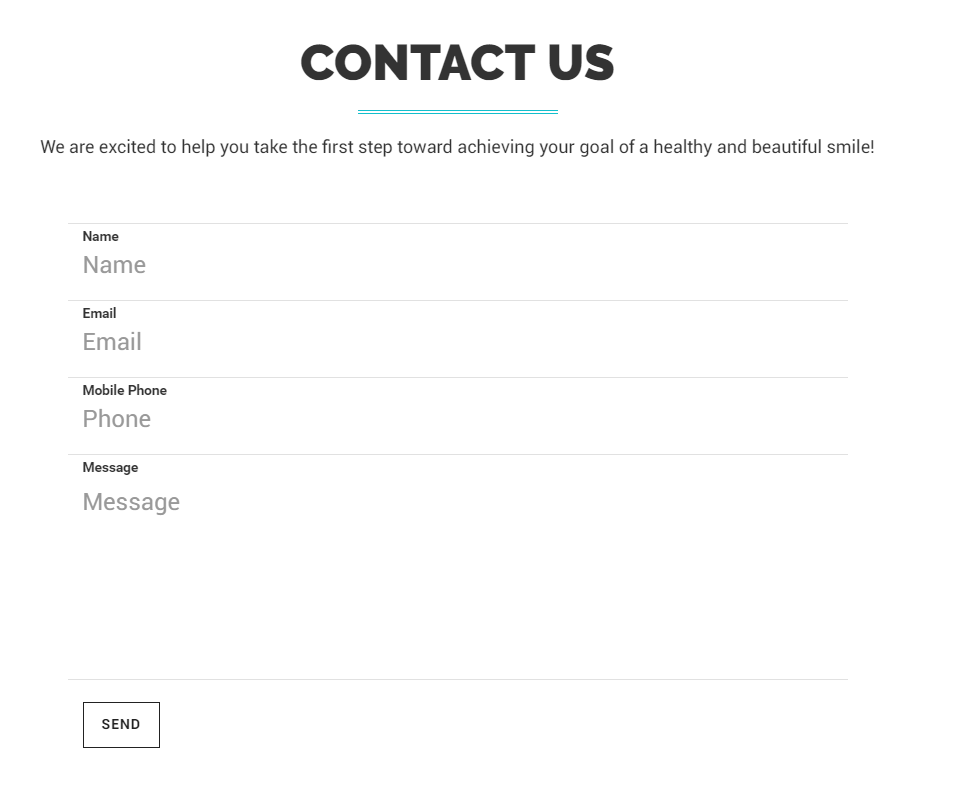 CONTACT US
We are excited to help you take the first step toward achieving your goal of a healthy and beautiful smile!
Name
Name
Email
Email
Mobile Phone
Phone
Message
Message
SEND